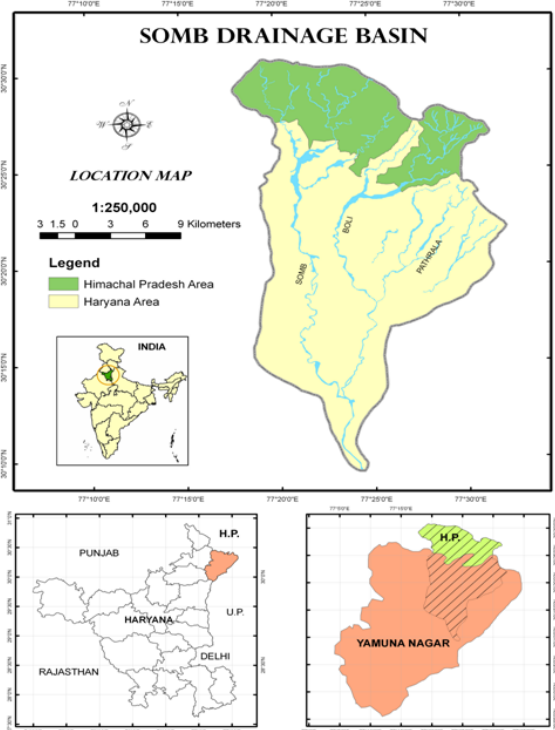 77°10'0"E 77°15'0"E 77°20'0"E 77°25'0"E 77°30'0"E
SOMB DRAINAGE BASIN
30°30'0"N
N
W E
S
LOCATION MAP
30°25'0"N
1:250,000
3 1.5 0 3 6 9 Kilometers
BOLI
PATHRALA
SOMB
30°20'0"N
Legend
Himachal Pradesh Area
Haryana Area
INDIA
30°15'0"N
30°10'0"N
77°10'0"E 77°15'0"E 77°20'0"E 77°25'0"E 77°30'0"E
H.P.
PUNJAB
U.P.
HARYANA
DELHI
RAJASTHAN
H.P.
YAMUNA NAGAR